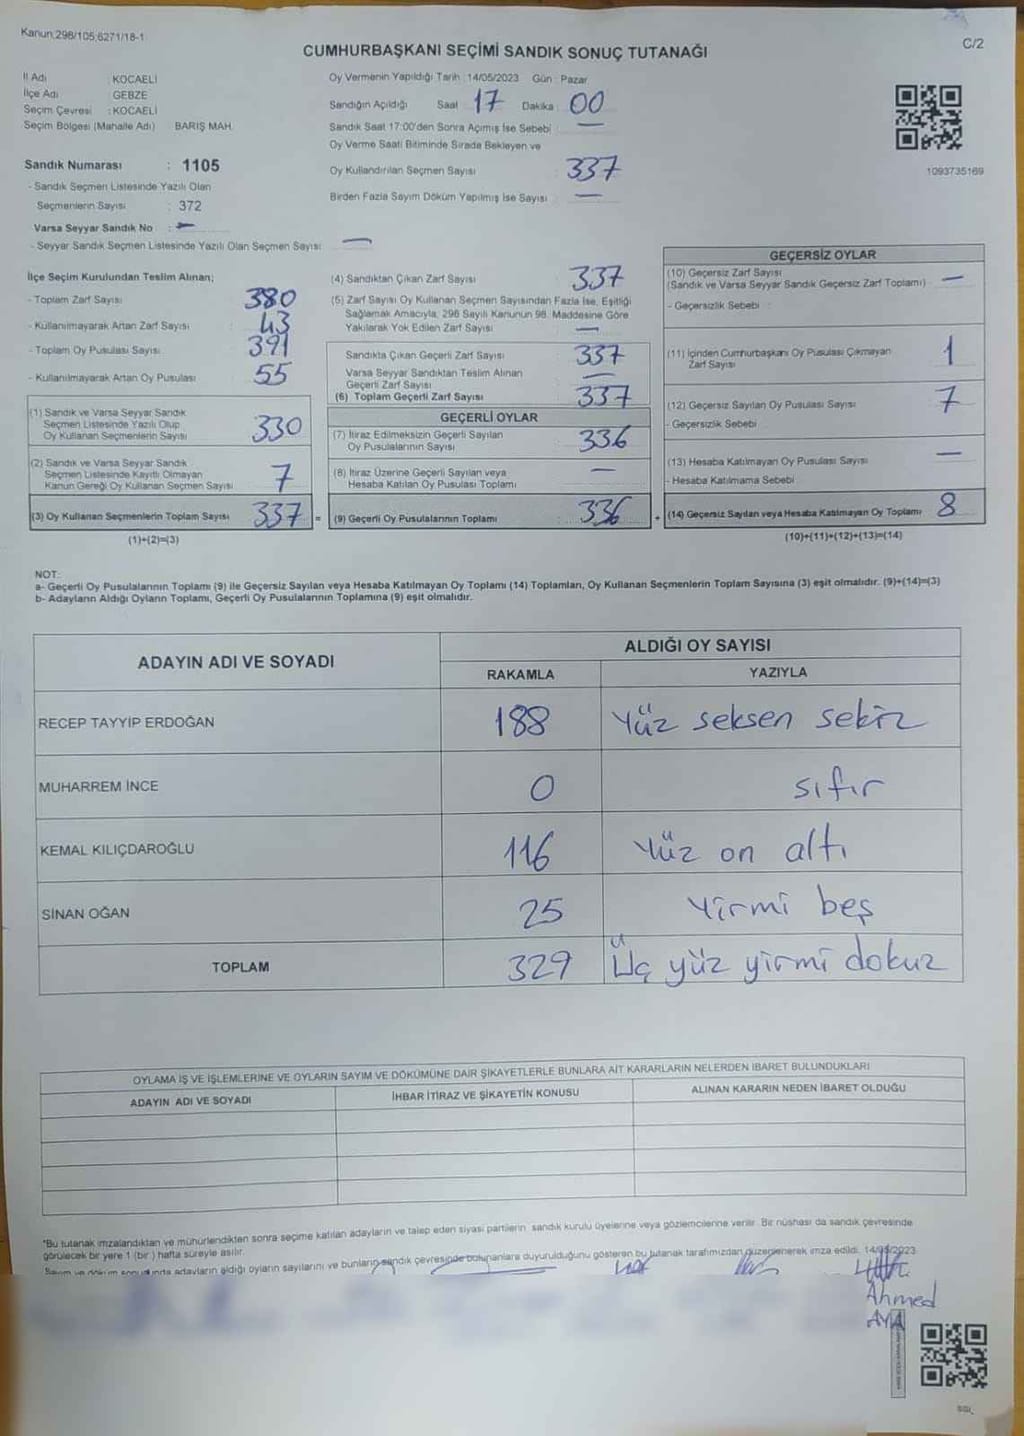 Kanun;298/105;6271/18-1
C/2
CUMHURBAŞKANI SEÇİMİ SANDIK SONUÇ TUTANAĞI
İl Adı : KOCAELİ
İlçe Adı : GEBZE
Seçim Çevresi : KOCAELİ
Seçim Bölgesi (Mahalle Adı) BARIŞ MAH.
Sandık Numarası : 1105
- Sandık Seçmen Listesinde Yazılı Olan
Seçmenlerin Sayısı : 372
Varsa Seyyar Sandık No : -
- Seyyar Sandık Seçmen Listesinde Yazılı Olan Seçmen Sayısı: -
Oy Vermenin Yapıldığı Tarih : 14/05/2023 Gün : Pazar
Sandığın Açıldığı Saat 17 Dakika : 00
Sandık Saat 17:00'den Sonra Açımış İse Sebebi : -
Oy Verme Saati Bitiminde Sırada Bekleyen ve
Oy Kullandırılan Seçmen Sayısı : 337
Birden Fazla Sayım Döküm Yapılmış İse Sayısı : -
1093735169
İlçe Seçim Kurulundan Teslim Alınan;
- Toplam Zarf Sayısı : 380
- Kullanılmayarak Artan Zarf Sayısı : 43
- Toplam Oy Pusulası Sayısı : 391
- Kullanılmayarak Artan Oy Pusulası : 55
(1) Sandık ve Varsa Seyyar Sandık
Seçmen Listesinde Yazılı Olup
Oy Kullanan Seçmenlerin Sayısı 330
(2) Sandık ve Varsa Seyyar Sandık
Seçmen Listesinde Kayıtlı Olmayan
Kanun Gereği Oy Kullanan Seçmen Sayısı 7
(3) Oy Kullanan Seçmenlerin Toplam Sayısı 337 =
(1)+(2)=(3)
(4) Sandıktan Çıkan Zarf Sayısı : 337
(5) Zarf Sayısı Oy Kullanan Seçmen Sayısından Fazla İse, Eşitliği
Sağlamak Amacıyla, 298 Sayılı Kanunun 98. Maddesine Göre
Yakılarak Yok Edilen Zarf Sayısı : -
Sandıkta Çıkan Geçerli Zarf Sayısı : 337
Varsa Seyyar Sandıktan Teslim Alınan
Geçerli Zarf Sayısı : -
(6) Toplam Geçerli Zarf Sayısı : 337
GEÇERLİ OYLAR
(7) İtiraz Edilmeksizin Geçerli Sayılan
Oy Pusulalarının Sayısı : 336
(8) İtiraz Üzerine Geçerli Sayılan veya
Hesaba Katılan Oy Pusulası Toplamı : -
(9) Geçerli Oy Pusulalarının Toplamı : 336 +
GEÇERSİZ OYLAR
(10) Geçersiz Zarf Sayısı
(Sandık ve Varsa Seyyar Sandık Geçersiz Zarf Toplamı) : -
- Geçersizlik Sebebi :
(11) İçinden Cumhurbaşkanı Oy Pusulası Çıkmayan
Zarf Sayısı 1
(12) Geçersiz Sayılan Oy Pusulası Sayısı : 7
- Geçersizlik Sebebi
(13) Hesaba Katılmayan Oy Pusulası Sayısı : -
- Hesaba Katılmama Sebebi
(14) Geçersiz Sayılan veya Hesaba Katılmayan Oy Toplamı : 8
(10)+(11)+(12)+(13)=(14)
NOT:
a- Geçerli Oy Pusulalarının Toplamı (9) ile Geçersiz Sayılan veya Hesaba Katılmayan Oy Toplamı (14) Toplamları, Oy Kullanan Seçmenlerin Toplam Sayısına (3) eşit olmalıdır. (9)+(14)=(3)
b- Adayların Aldığı Oyların Toplamı, Geçerli Oy Pusulalarının Toplamına (9) eşit olmalıdır.
ADAYIN ADI VE SOYADI
ALDIĞI OY SAYISI
RAKAMLA YAZIYLA
RECEP TAYYİP ERDOĞAN 188 Yüz seksen sekiz
MUHARREM İNCE 0 sıfır
KEMAL KILIÇDAROĞLU 116 Yüz on altı
SİNAN OĞAN 25 Yirmi beş
TOPLAM 329 Üç yüz yirmi dokuz
OYLAMA İŞ VE İŞLEMLERİNE VE OYLARIN SAYIM VE DÖKÜMÜNE DAİR ŞİKAYETLERLE BUNLARA AİT KARARLARIN NELERDEN İBARET BULUNDUKLARI
ADAYIN ADI VE SOYADI İHBAR İTİRAZ VE ŞİKAYETİN KONUSU ALINAN KARARIN NEDEN İBARET OLDUĞU
"Bu tutanak imzalandıktan ve mühürlendikten sonra seçime katılan adayların ve talep eden siyasi partilerin sandık kurulu üyelerine veya gözlemcilerine verilir. Bir nüshası da sandık çevresinde
görülecek bir yere 1 (bir) hafta süreyle asılır.
Sayım ve döküm sonucunda adayların aldığı oyların sayılarını ve bunların sandık çevresinde bulunanlara duyurulduğunu gösteren bu tutanak tarafımızdan düzenlenerek imza edildi. 14/05/2023
Ahmed